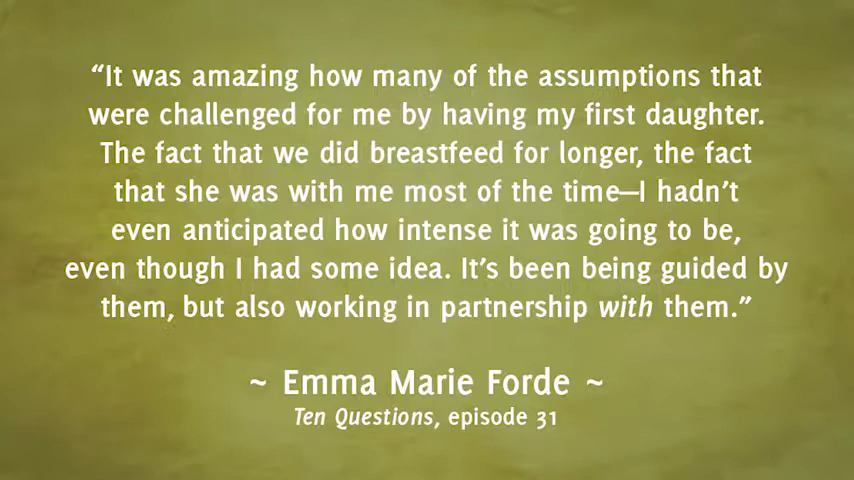 “It was amazing how many of the assumptions that
were challenged for me by having my first daughter.
The fact that we did breastfeed for longer, the fact
that she was with me most of the time—I hadn’t
even anticipated how intense it was going to be,
even though I had some idea. It’s been being guided by
them, but also working in partnership with them.”
~ Emma Marie Forde ~
Ten Questions, episode 31